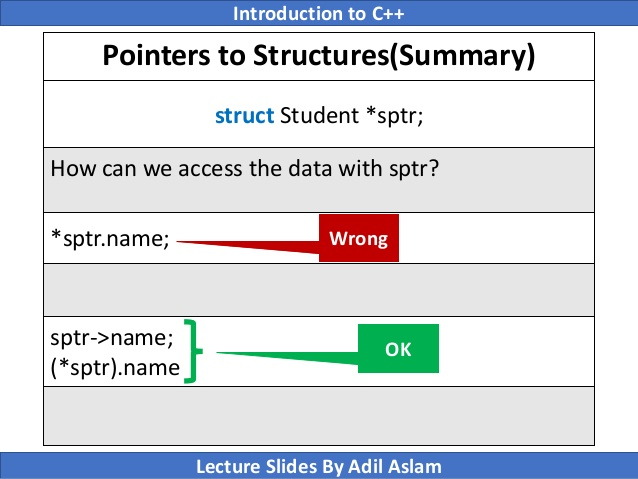 Introduction to C++
Pointers to Structures(Summary)
struct Student *sptr;
How can we access the data with sptr?
*sptr.name;
Wrong
sptr->name;
(*sptr).name
OK
Lecture Slides By Adil Aslam